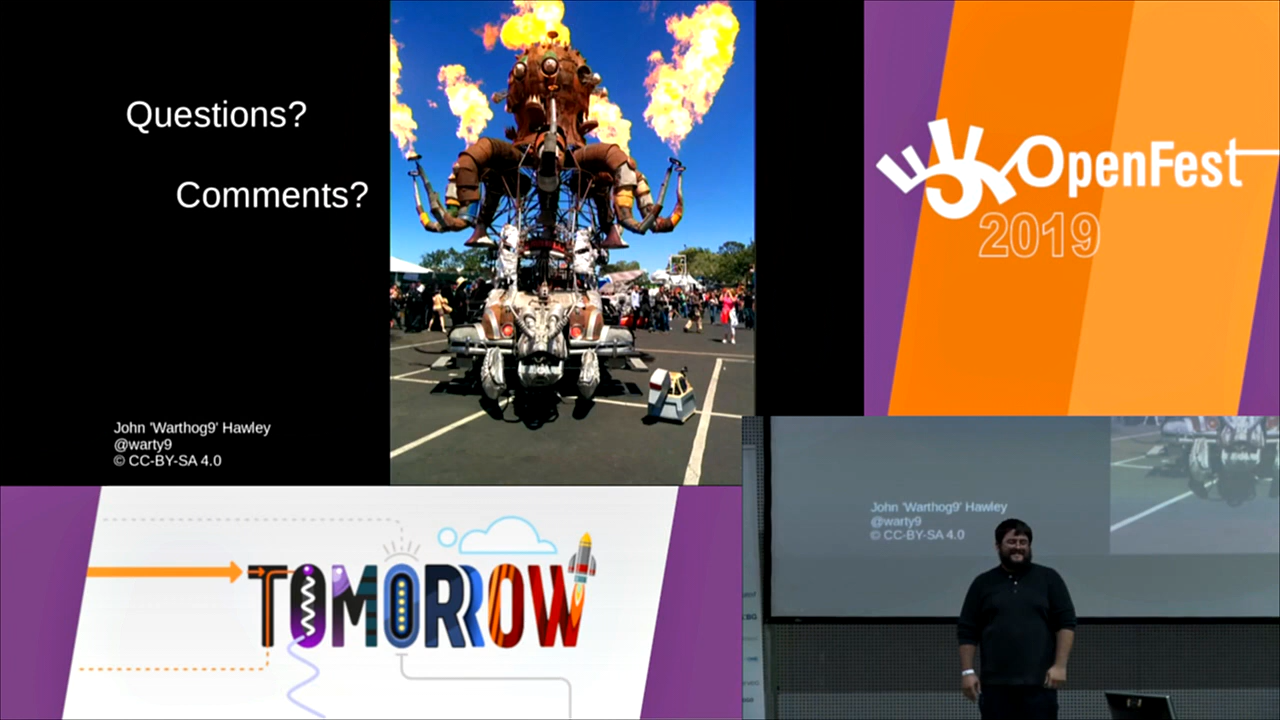 Questions?
Comments?
John 'Warthog9' Hawley
@warty9
© CC-BY-SA 4.0
OpenFest
2019
TOMORROW
John 'Warthog9' Hawley
@warty9
© CC-BY-SA 4.0